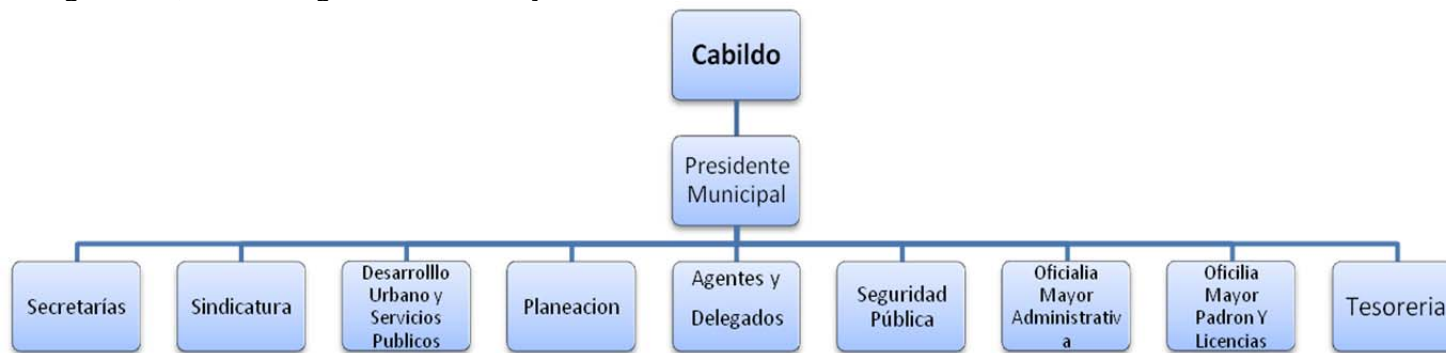 Cabildo
Presidente
Municipal
Secretarías
Sindicatura
Desarrolllo
Urbano y
Servicios
Publicos
Planeacion
Agentes y
Delegados
Seguridad
Pública
Oficialia
Mayor
Administrativ
a
Oficilia
Mayor
Padron Y
Licencias
Tesoreria